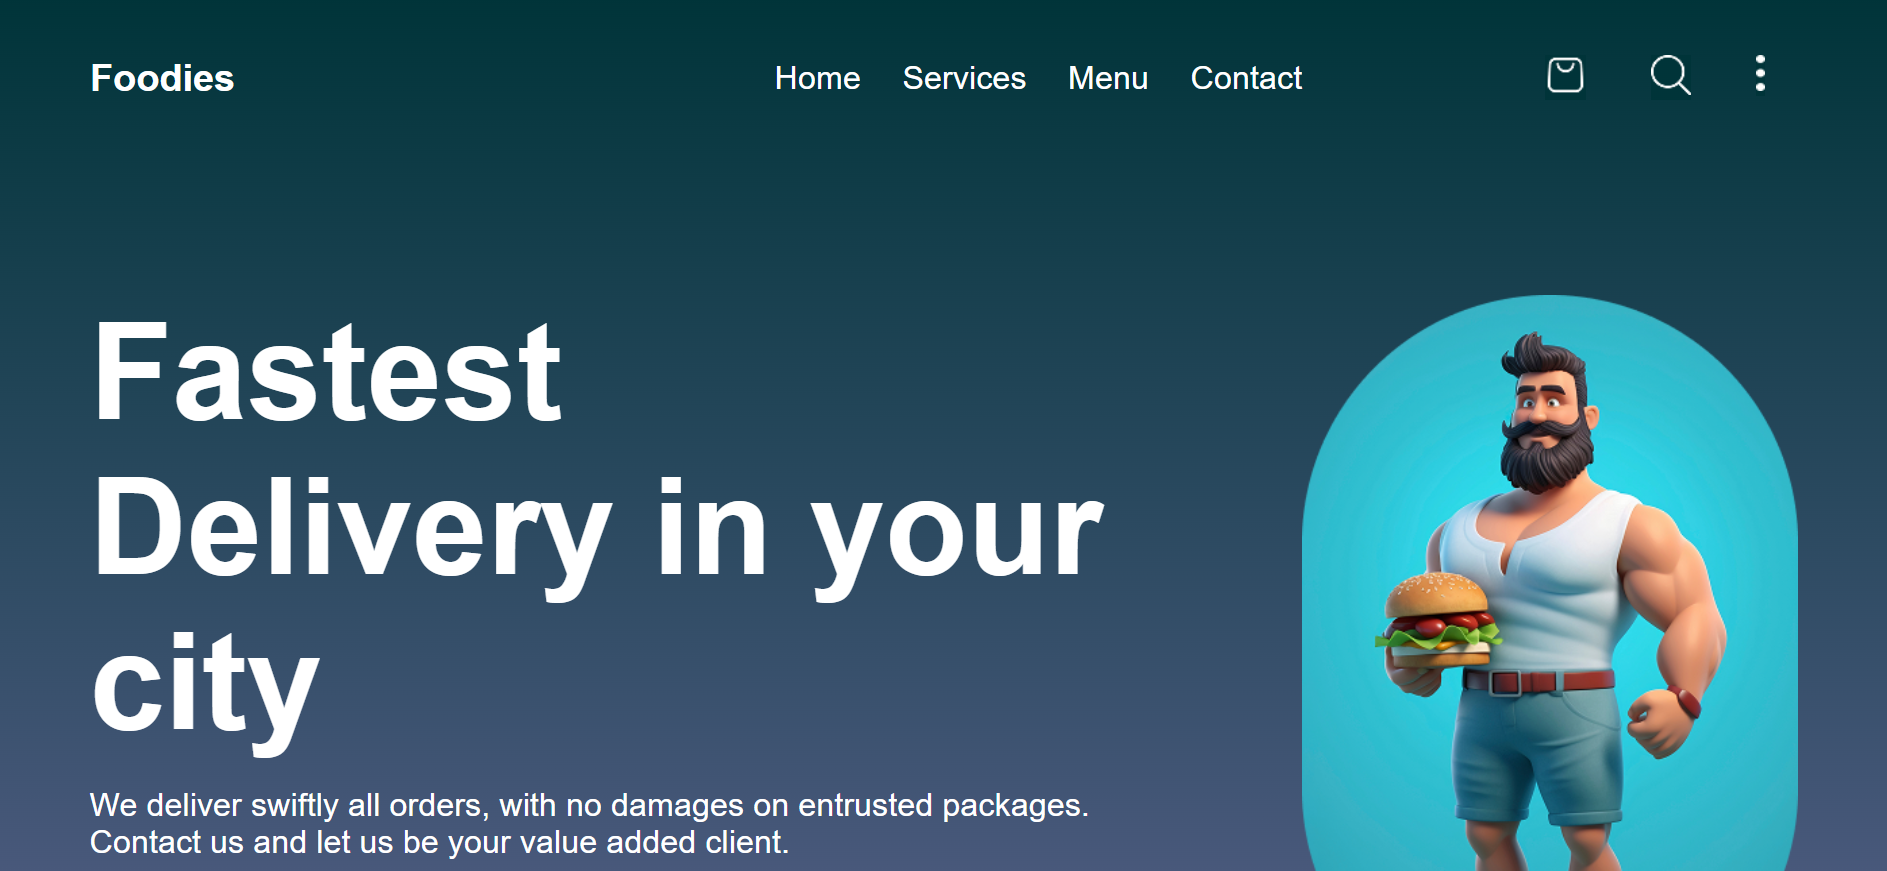 Foodies
Home Services Menu Contact
Fastest
Delivery in your
city
We deliver swiftly all orders, with no damages on entrusted packages.
Contact us and let us be your value added client.